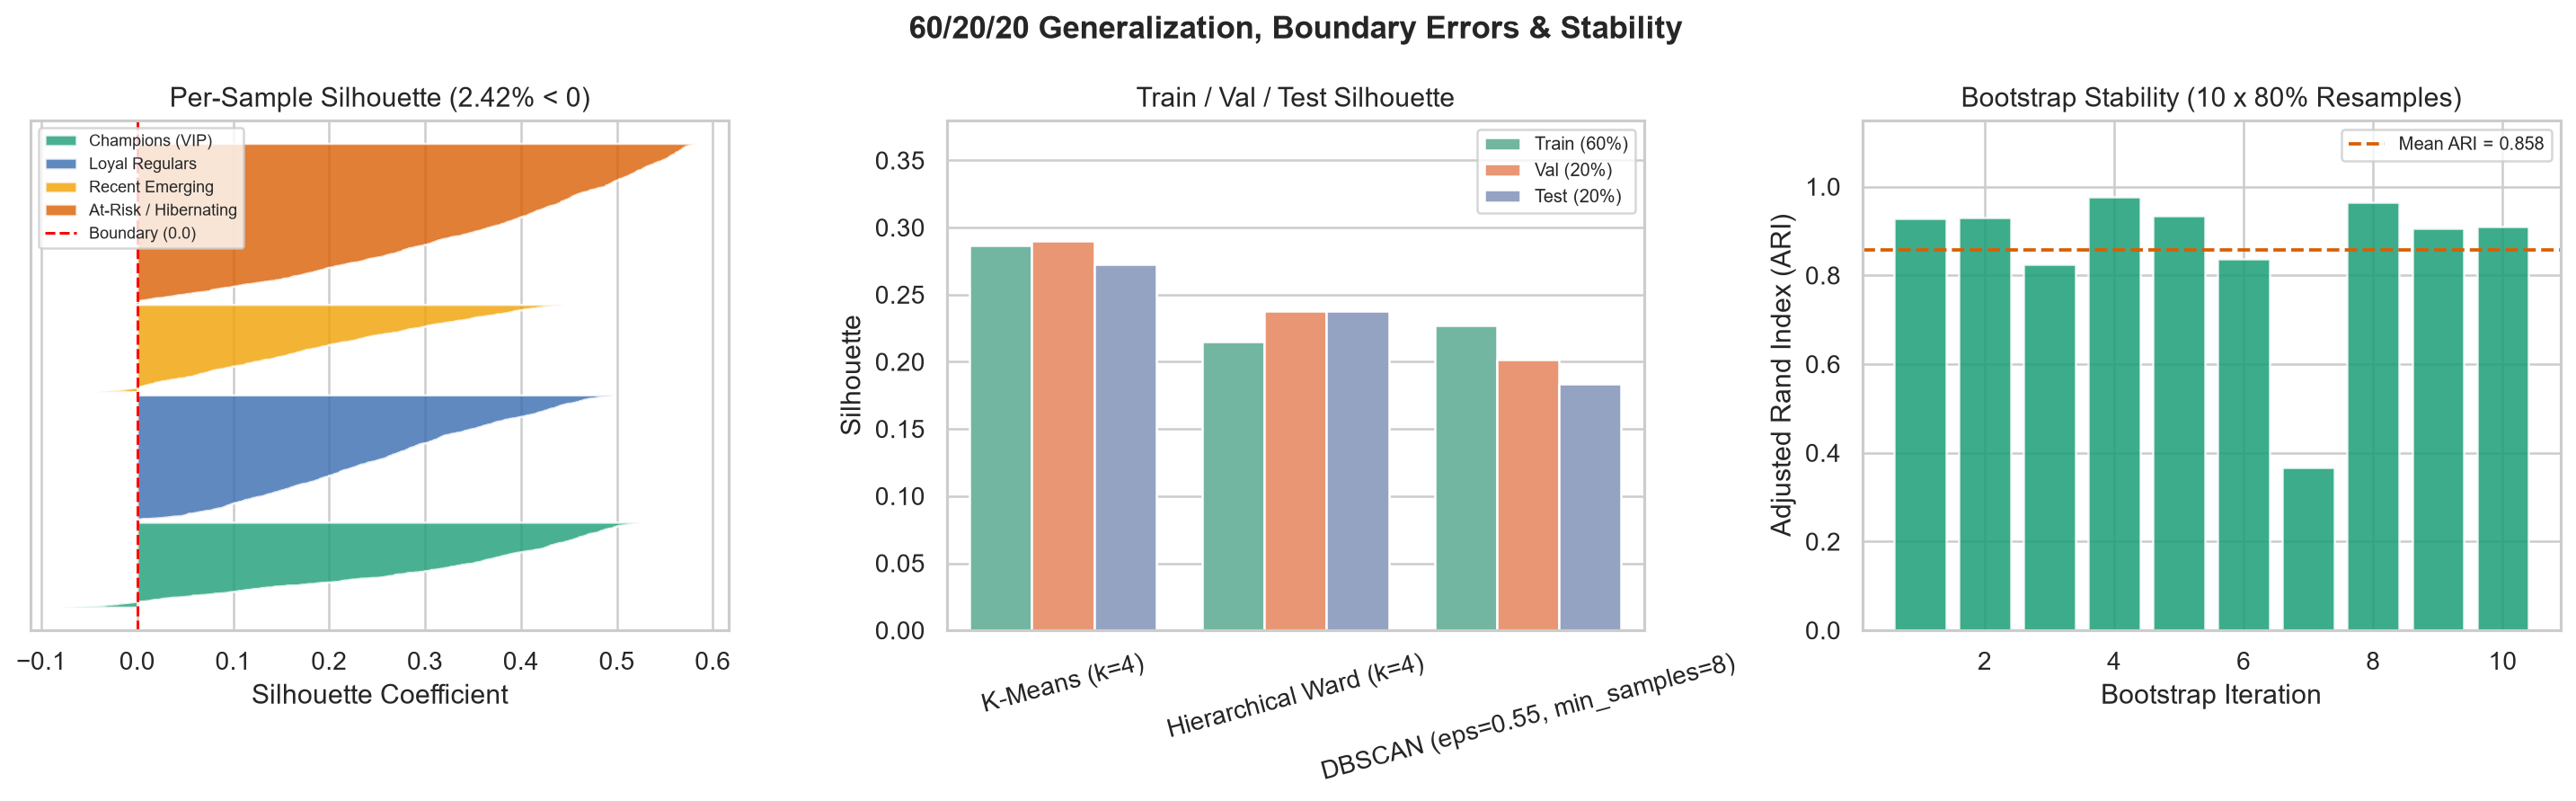 60/20/20 Generalization, Boundary Errors & Stability
Per-Sample Silhouette (2.42% < 0)
Champions (VIP)
Loyal Regulars
Recent Emerging
At-Risk / Hibernating
Boundary (0.0)
−0.1 0.0 0.1 0.2 0.3 0.4 0.5 0.6
Silhouette Coefficient
Train / Val / Test Silhouette
Train (60%)
Val (20%)
Test (20%)
Silhouette
0.35
0.30
0.25
0.20
0.15
0.10
0.05
0.00
K-Means (k=4)
Hierarchical Ward (k=4)
DBSCAN (eps=0.55, min_samples=8)
Bootstrap Stability (10 x 80% Resamples)
Mean ARI = 0.858
Adjusted Rand Index (ARI)
1.0
0.8
0.6
0.4
0.2
0.0
2 4 6 8 10
Bootstrap Iteration